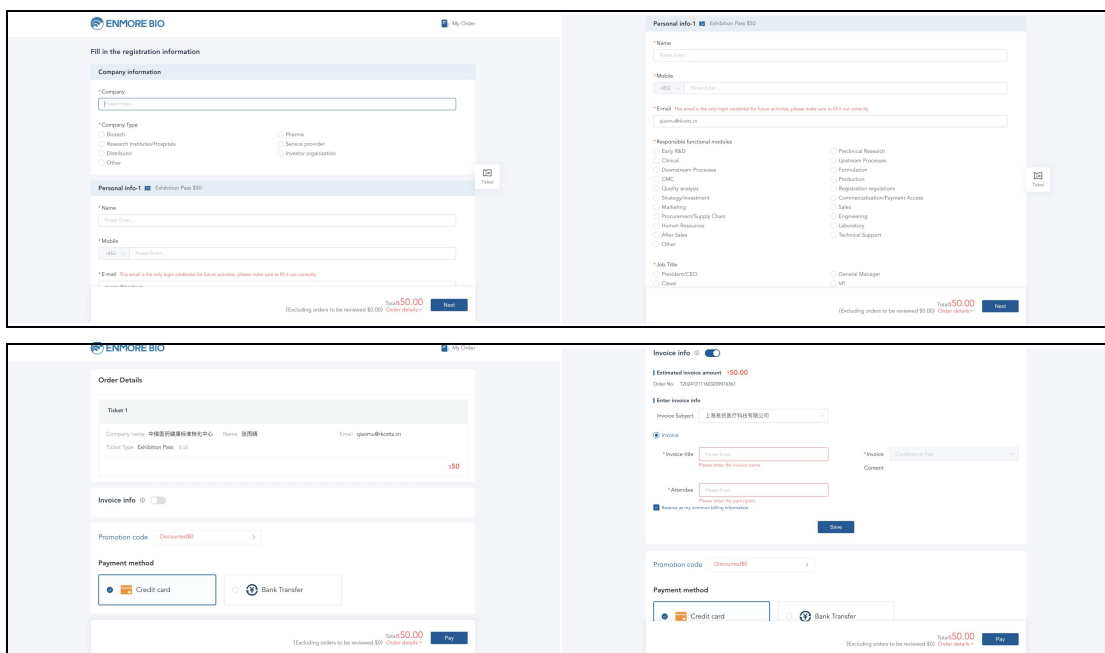 ENMORE BIO
My Order
Fill in the registration information
Company information
*Company
Please Enter...
*Company Type
Biotech
Pharma
Research Institutes/Hospitals
Service provider
Distributor
Investor organization
Other
Personal info-1 Exhibition Pass $50
*Name
Please Enter...
*Mobile
+852 Please Enter...
*E-mail This email is the only login credential for future activities, please make sure to fill it out correctly
Total$50.00
(Excluding orders to be reviewed $0.00) Order details
Next
Ticket
Personal info-1 Exhibition Pass $50
*Name
Please Enter...
*Mobile
+852 Please Enter...
*E-mail This email is the only login credential for future activities, please make sure to fill it out correctly
qiaomu@rkcottz.cn
*Responsible functional modules
Early R&D
Preclinical Research
Clinical
Upstream Processes
Downstream Processes
Formulation
CMC
Production
Quality analysis
Registration regulations
Strategy/investment
Commercialization/Payment Access
Marketing
Sales
Procurement/Supply Chain
Engineering
Human Resources
Laboratory
After Sales
Technical Support
Other
*Job Title
President/CEO
General Manager
Clevel
VP
Total$50.00
(Excluding orders to be reviewed $0.00) Order details
Next
Ticket
ENMORE BIO
My Order
Order Details
Ticket 1
Company name 中俄医药健康标准转化中心 Name 张雨晴 Email
Ticket Type Exhibition Pass $50
$50
Invoice info
Promotion code Discounted$0
Payment method
Credit card
Bank Transfer
Total$50.00
(Excluding orders to be reviewed $0) Order details
Pay
Invoice info
Estimated invoice amount $50.00
Order No.
Enter invoice info
Invoice Subject 上海易贸医疗科技有限公司
Invoice
*Invoice title Please Enter
Please enter the invoice name
*Invoice Content Conference Fee
*Attendee Please Enter
Please enter the participant
Reserve as my common billing information
Save
Promotion code Discounted$0
Payment method
Credit card
Bank Transfer
Total$50.00
(Excluding orders to be reviewed $0) Order details
Pay